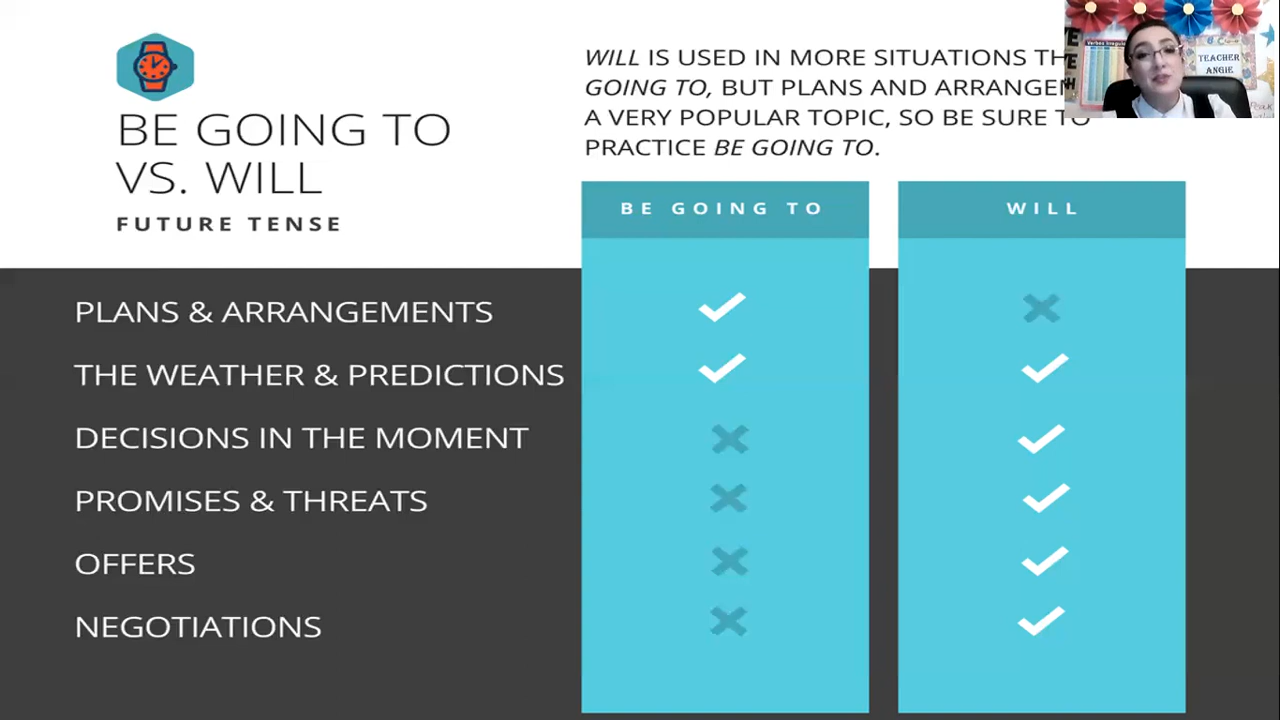 BE GOING TO
VS. WILL
FUTURE TENSE
WILL IS USED IN MORE SITUATIONS
GOING TO, BUT PLANS AND
A VERY POPULAR TOPIC, SO BE SURE TO
PRACTICE BE GOING TO.
TEACHER
ANGIE
BE GOING TO
WILL
PLANS & ARRANGEMENTS
THE WEATHER & PREDICTIONS
DECISIONS IN THE MOMENT
PROMISES & THREATS
OFFERS
NEGOTIATIONS